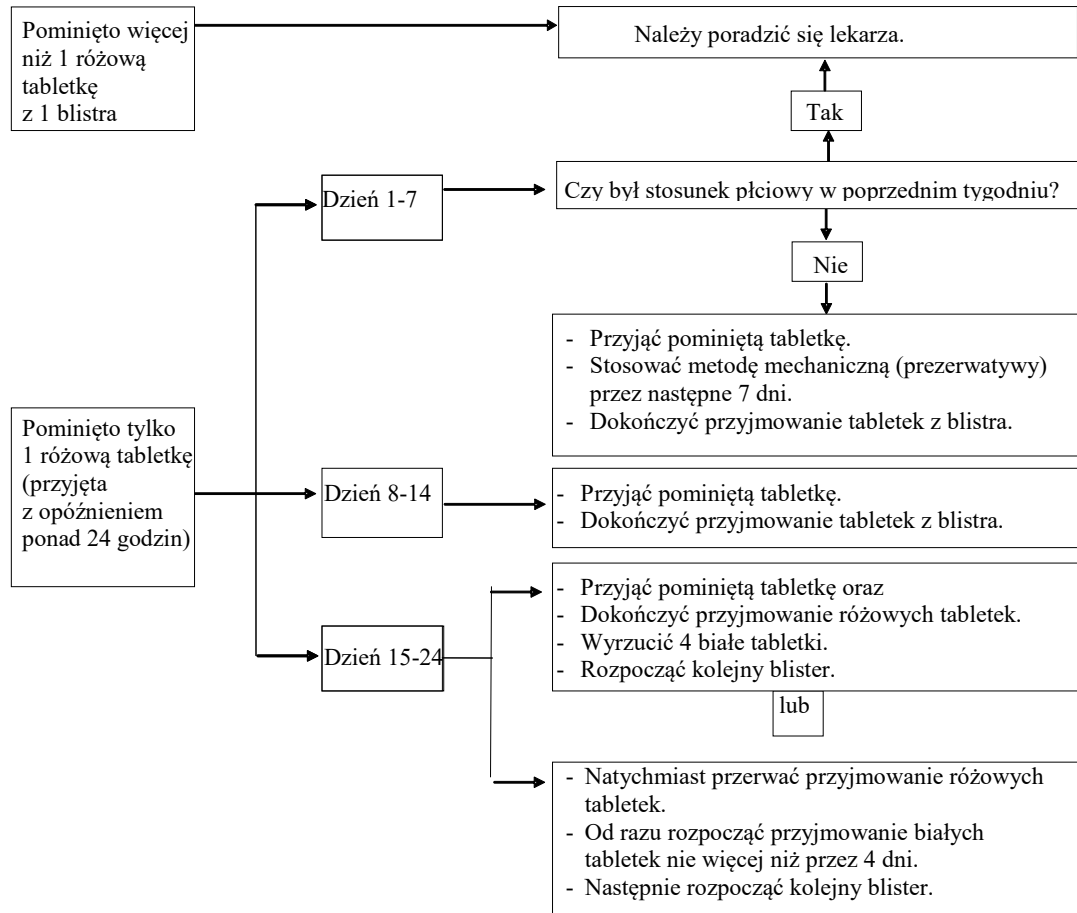 Pominięto więcej
niż 1 różową
tabletkę
z 1 blistra
Należy poradzić się lekarza.
Tak
Dzień 1-7
Czy był stosunek płciowy w poprzednim tygodniu?
Nie
- Przyjąć pominiętą tabletkę.
- Stosować metodę mechaniczną (prezerwatywy)
przez następne 7 dni.
- Dokończyć przyjmowanie tabletek z blistra.
Pominięto tylko
1 różową tabletkę
(przyjęta
z opóźnieniem
ponad 24 godzin)
Dzień 8-14
- Przyjąć pominiętą tabletkę.
- Dokończyć przyjmowanie tabletek z blistra.
Dzień 15-24
- Przyjąć pominiętą tabletkę oraz
- Dokończyć przyjmowanie różowych tabletek.
- Wyrzucić 4 białe tabletki.
- Rozpocząć kolejny blister.
lub
- Natychmiast przerwać przyjmowanie różowych
tabletek.
- Od razu rozpocząć przyjmowanie białych
tabletek nie więcej niż przez 4 dni.
- Następnie rozpocząć kolejny blister.